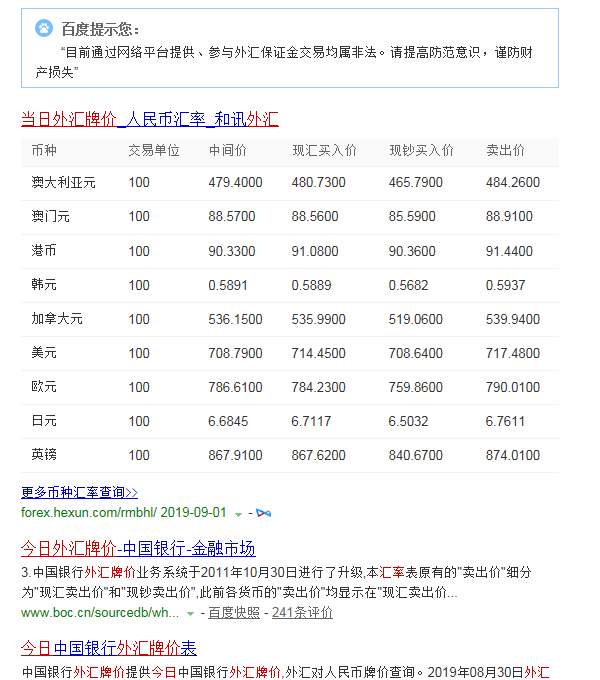 百度提示您：
“目前通过网络平台提供、参与外汇保证金交易均属非法。请提高防范意识，谨防财
产损失”
当日外汇牌价_人民币汇率_和讯外汇
币种 交易单位 中间价 现汇买入价 现钞买入价 卖出价
澳大利亚元 100 479.4000 480.7300 465.7900 484.2600
澳门元 100 88.5700 88.5600 85.5900 88.9100
港币 100 90.3300 91.0800 90.3600 91.4400
韩元 100 0.5891 0.5889 0.5682 0.5937
加拿大元 100 536.1500 535.9900 519.0600 539.9400
美元 100 708.7900 714.4500 708.6400 717.4800
欧元 100 786.6100 784.2300 759.8600 790.0100
日元 100 6.6845 6.7117 6.5032 6.7611
英镑 100 867.9100 867.6200 840.6700 874.0100
更多币种汇率查询>>
forex.hexun.com/rmbhl/ 2019-09-01 -
今日外汇牌价-中国银行-金融市场
3.中国银行外汇牌价业务系统于2011年10月30日进行了升级,本汇率表原有的"卖出价"细分
为"现汇卖出价"和"现钞卖出价",此前各货币的"卖出价"均显示在"现汇卖出价...
www.boc.cn/sourcedb/wh... - 百度快照 - 241条评价
今日中国银行外汇牌价表
中国银行外汇牌价提供今日中国银行外汇牌价,外汇对人民币牌价查询。2019年08月30日外汇